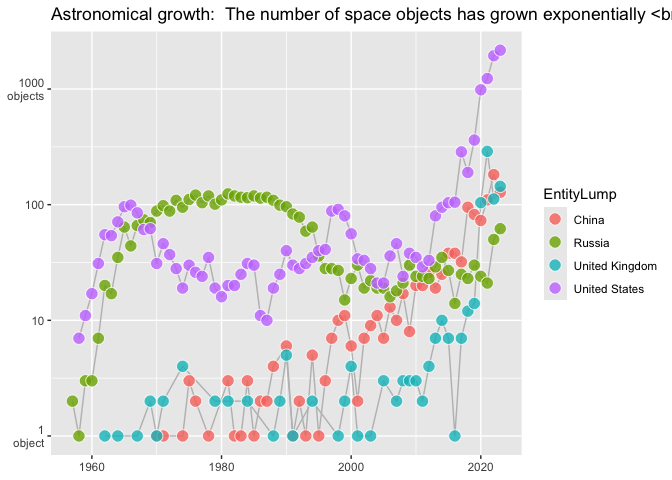 Astronomical growth:  The number of space objects has grown exponentially <br
1000
objects
100
10
1
object
1960
1980
2000
2020
EntityLump
China
Russia
United Kingdom
United States